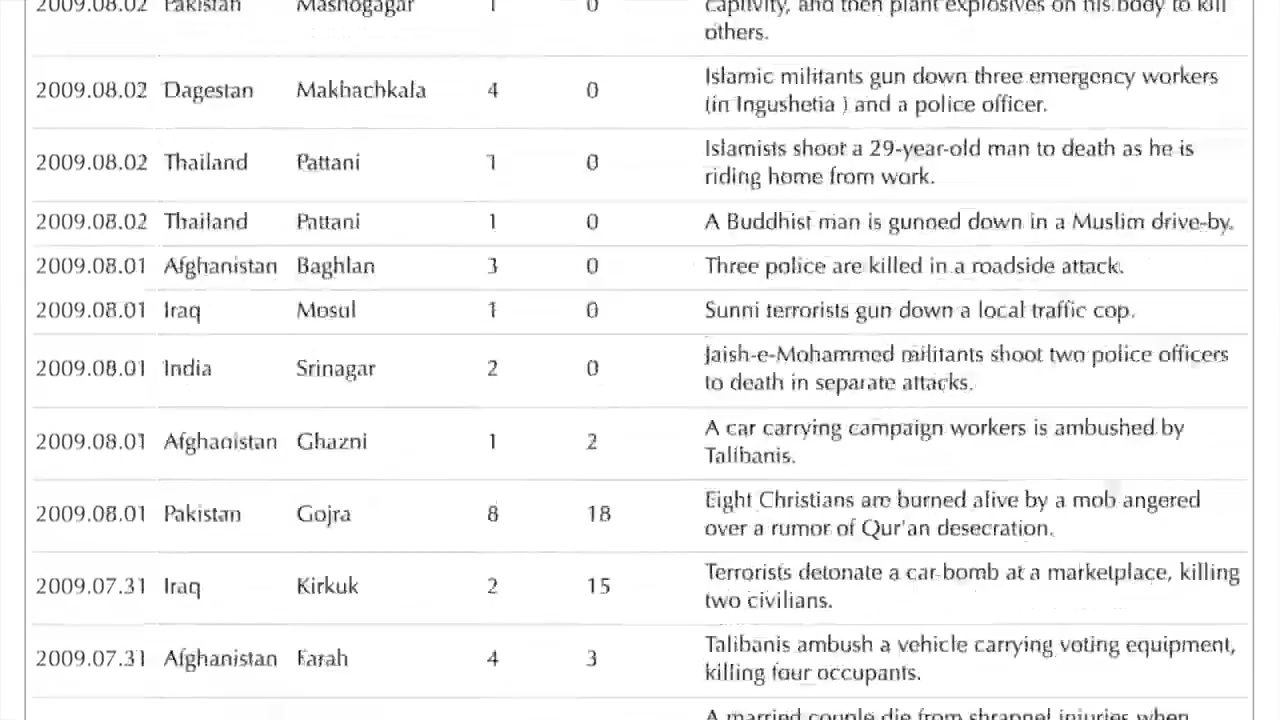 2009.08.02 Pakistan Mashogagar 1 0 captivity, and then plant explosives on his body to kill
others.
2009.08.02 Dagestan Makhachkala 4 0 Islamic militants gun down three emergency workers
(in Ingushetia ) and a police officer.
2009.08.02 Thailand Pattani 1 0 Islamists shoot a 29-year-old man to death as he is
riding home from work.
2009.08.02 Thailand Pattani 1 0 A Buddhist man is gunned down in a Muslim drive-by.
2009.08.01 Afghanistan Baghlan 3 0 Three police are killed in a roadside attack.
2009.08.01 Iraq Mosul 1 0 Sunni terrorists gun down a local traffic cop.
2009.08.01 India Srinagar 2 0 Jaish-e-Mohammed militants shoot two police officers
to death in separate attacks.
2009.08.01 Afghanistan Ghazni 1 2 A car carrying campaign workers is ambushed by
Talibanis.
2009.08.01 Pakistan Gojra 8 18 Eight Christians are burned alive by a mob angered
over a rumor of Qur'an desecration.
2009.07.31 Iraq Kirkuk 2 15 Terrorists detonate a car bomb at a marketplace, killing
two civilians.
2009.07.31 Afghanistan Farah 4 3 Talibanis ambush a vehicle carrying voting equipment,
killing four occupants.
A married couple die from shrapnel injuries when